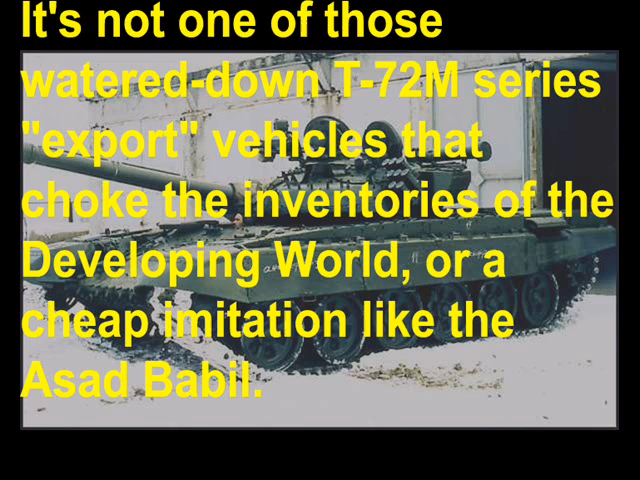 It's not one of those
watered-down T-72M series
"export" vehicles that
choke the inventories of the
Developing World, or a
cheap imitation like the
Asad Babil.